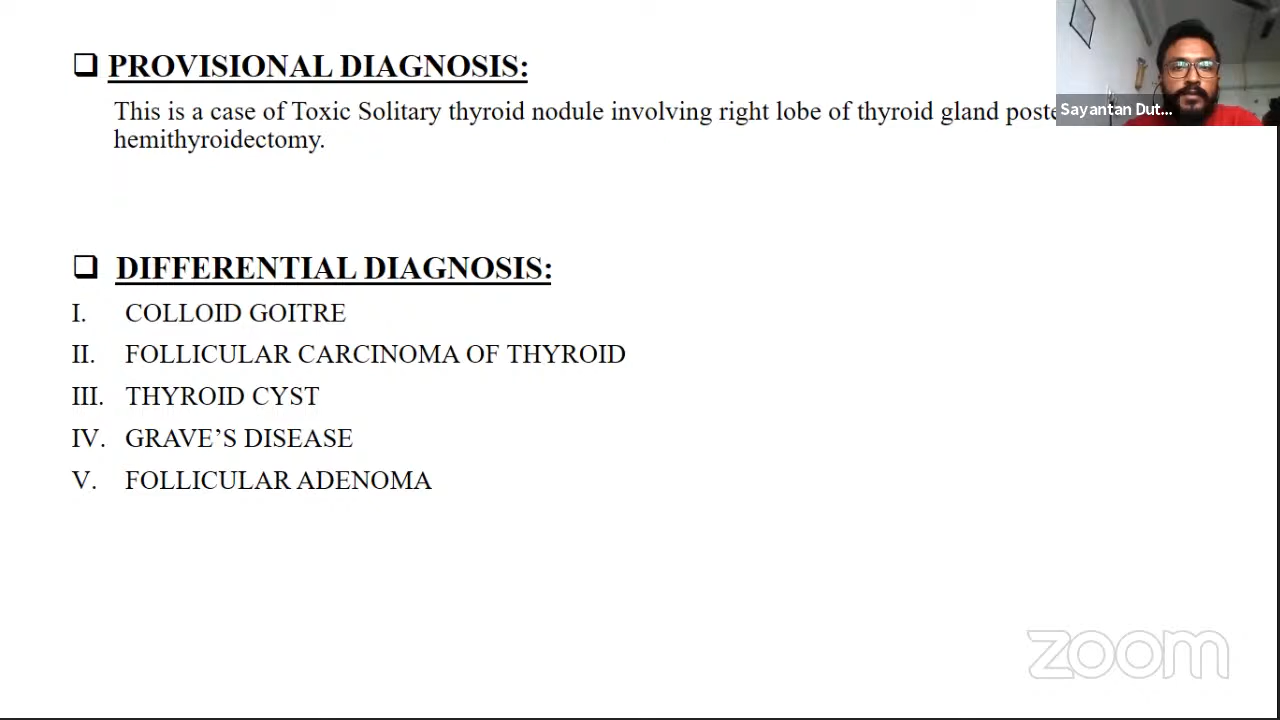 PROVISIONAL DIAGNOSIS:
This is a case of Toxic Solitary thyroid nodule involving right lobe of thyroid gland
hemithyroidectomy.
Sayantan Dut...
DIFFERENTIAL DIAGNOSIS:
I. COLLOID GOITRE
II. FOLLICULAR CARCINOMA OF THYROID
III. THYROID CYST
IV. GRAVE’S DISEASE
V. FOLLICULAR ADENOMA
zoom